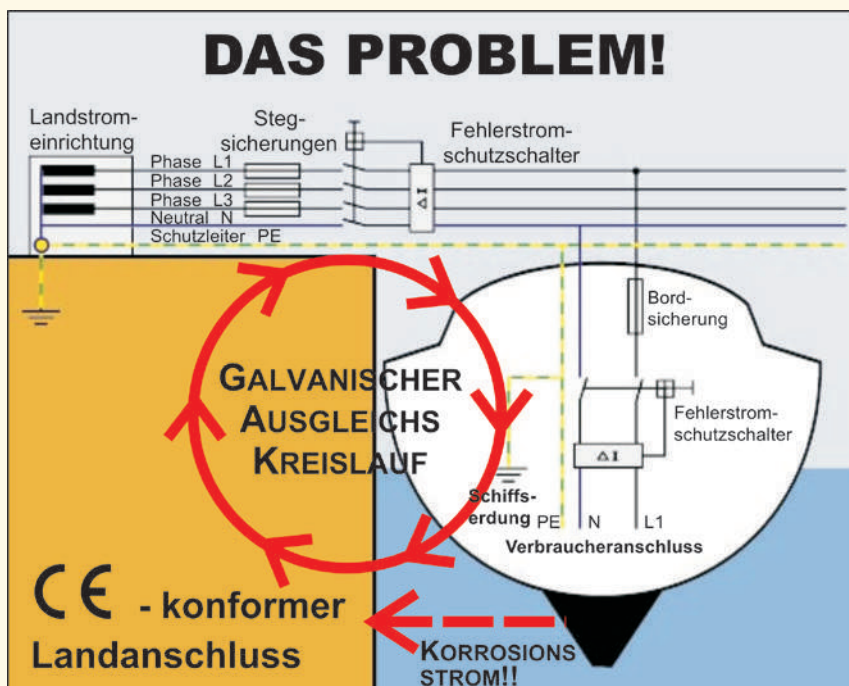 DAS PROBLEM!
Landstrom-
einrichtung
Steg-
sicherungen
Fehlerstrom-
schutzschalter
Phase L1
Phase L2
Phase L3
Neutral N
Schutzleiter PE
Δ I
Bord-
sicherung
Fehlerstrom-
schutzschalter
Δ I
GALVANISCHER
AUSGLEICHS
KREISLAUF
Schiffs-
erdung
PE N L1
Verbraucheranschluss
CE - konformer
Landanschluss
KORROSIONS
STROM!!